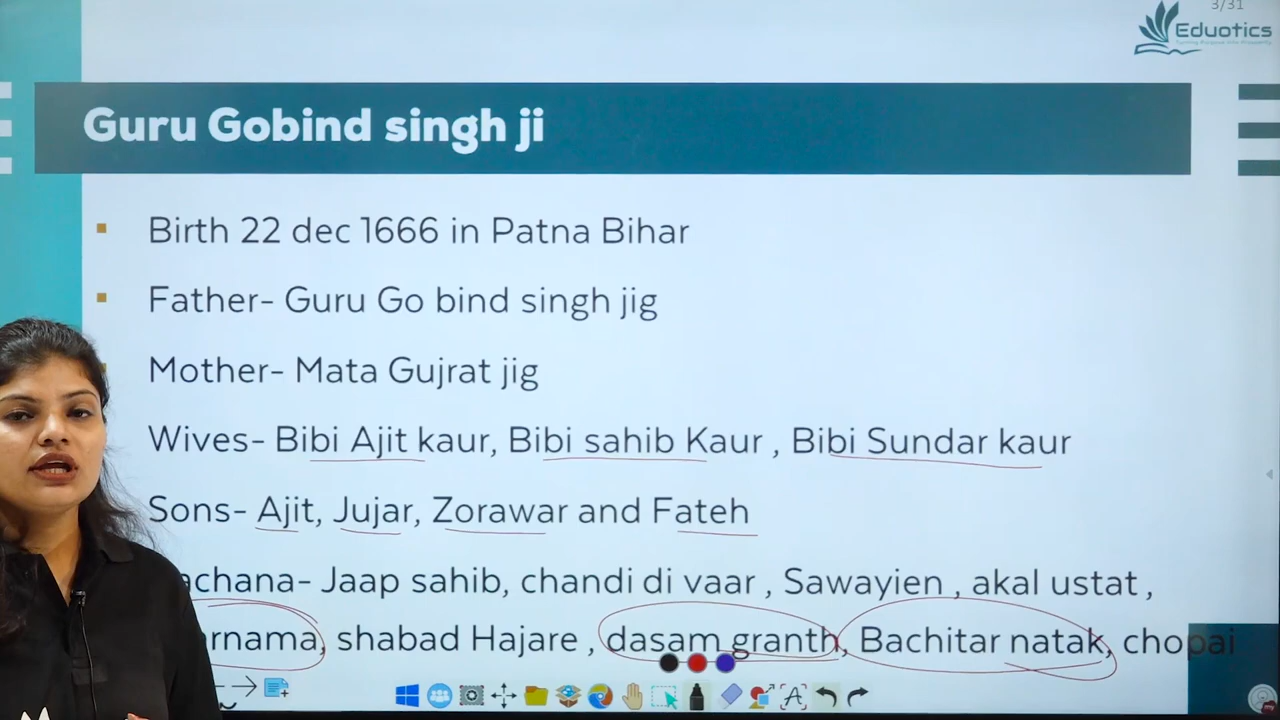 3/31
Eduotics
Guru Gobind singh ji
Birth 22 dec 1666 in Patna Bihar
Father- Guru Go bind singh jig
Mother- Mata Gujrat jig
Wives- Bibi Ajit kaur, Bibi sahib Kaur , Bibi Sundar kaur
Sons- Ajit, Jujar, Zorawar and Fateh
Jaap sahib, chandi di vaar , Sawayien , akal ustat ,
shabad Hajare , dasam granth, Bachitar natak, chopai